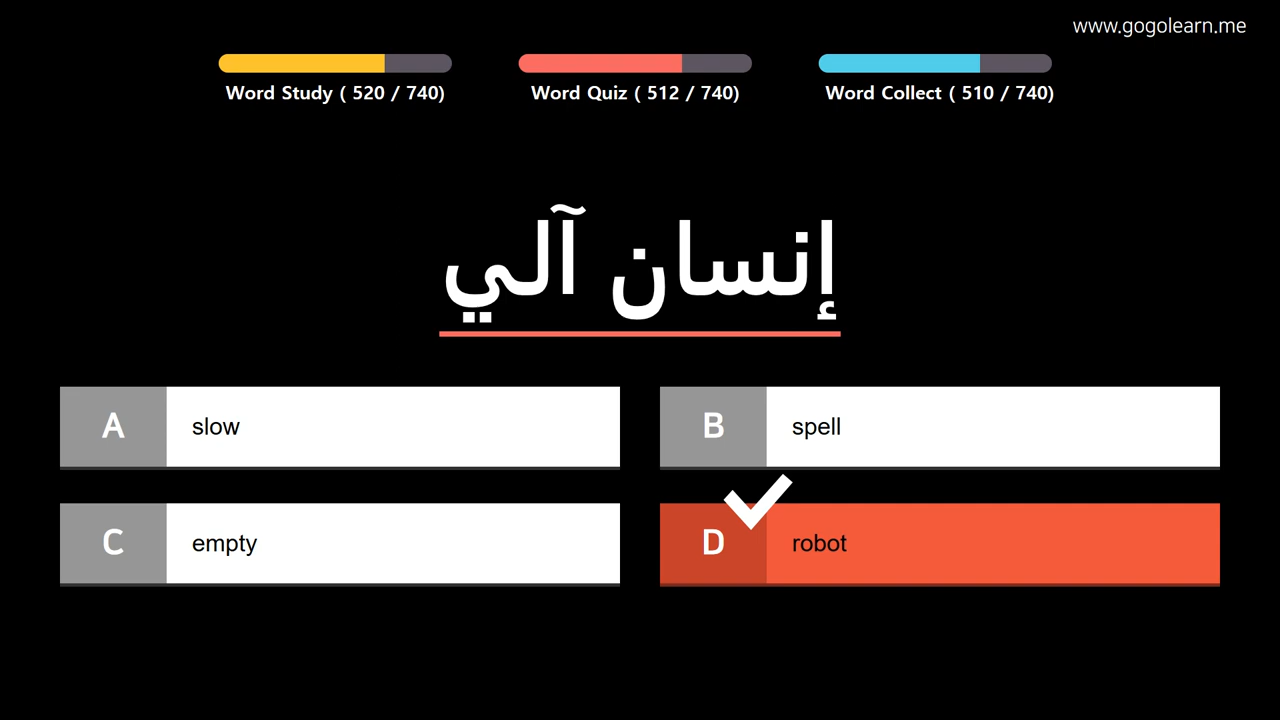 www.gogolearn.me
Word Study ( 520 / 740)
Word Quiz ( 512 / 740)
Word Collect ( 510 / 740)
إنسان آلي
A slow
B spell
C empty
D robot